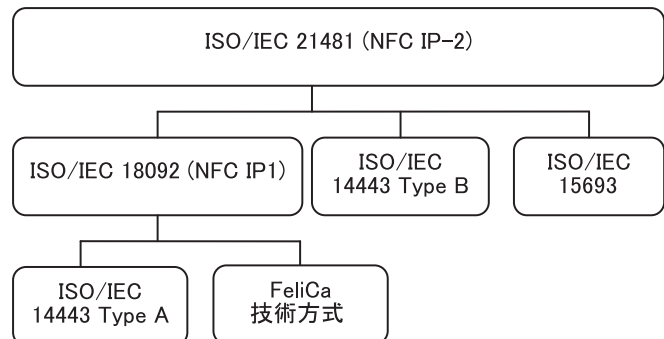 ISO/IEC 21481 (NFC IP-2)
ISO/IEC 18092 (NFC IP1)
ISO/IEC
14443 Type B
ISO/IEC
15693
ISO/IEC
14443 Type A
FeliCa
技術方式